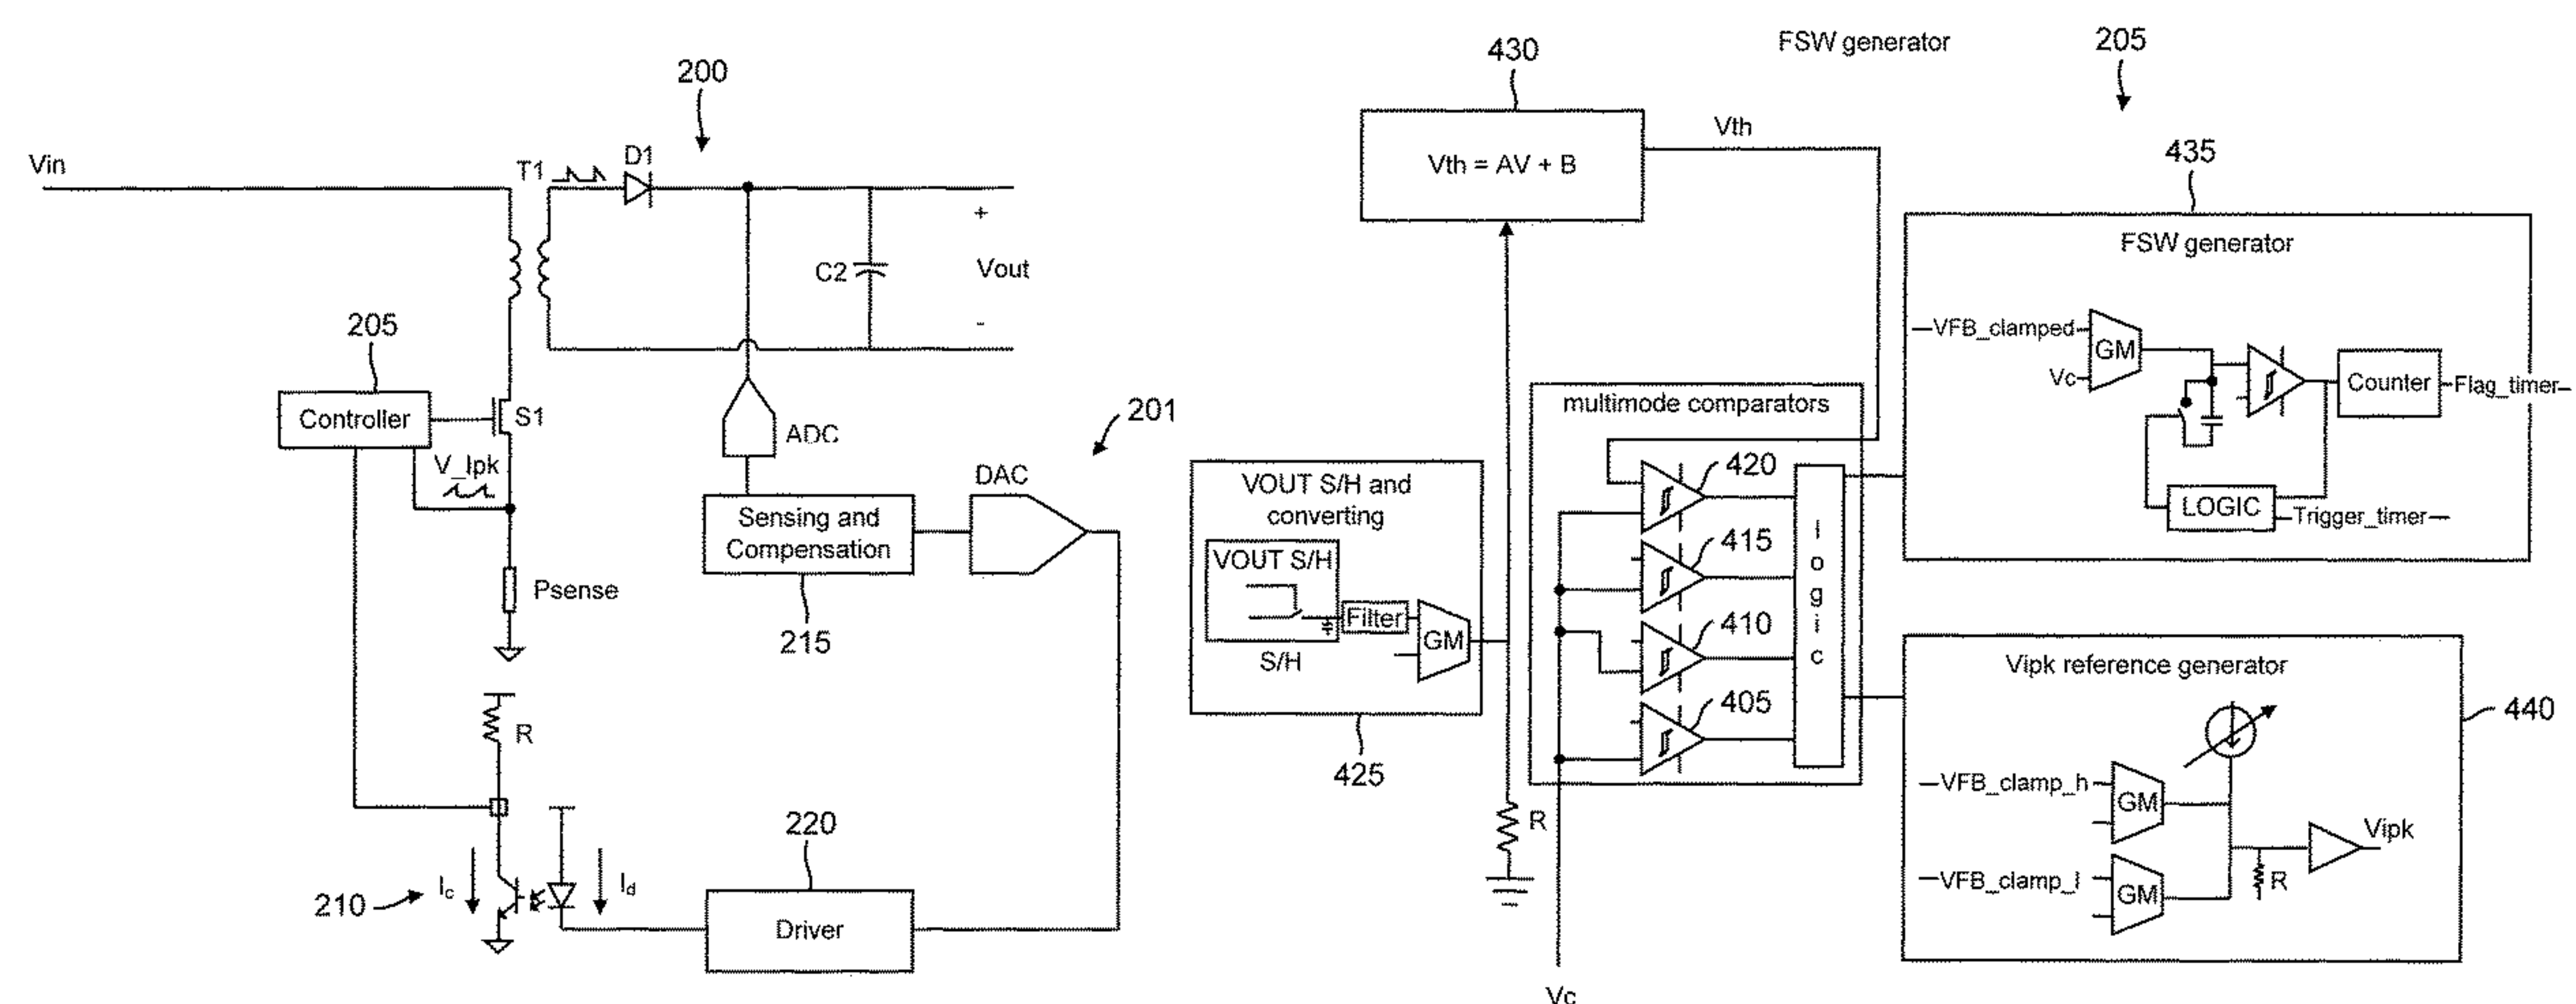 200
Vin
T1
D1
+
C2
Vout
-
205
Controller
S1
V_Ipk
ADC
201
DAC
Sensing and
Compensation
Psense
215
R
220
210
Ic
Id
Driver
430
FSW generator
205
Vth = AV + B
Vth
435
FSW generator
VFB_clamped
GM
Vc
Counter
Flag_timer
LOGIC
Trigger_timer
multimode comparators
420
415
410
405
logic
VOUT S/H and
converting
VOUT S/H
Filter
GM
S/H
425
R
Vc
Vipk reference generator
440
VFB_clamp_h
GM
Vipk
VFB_clamp_l
GM
R